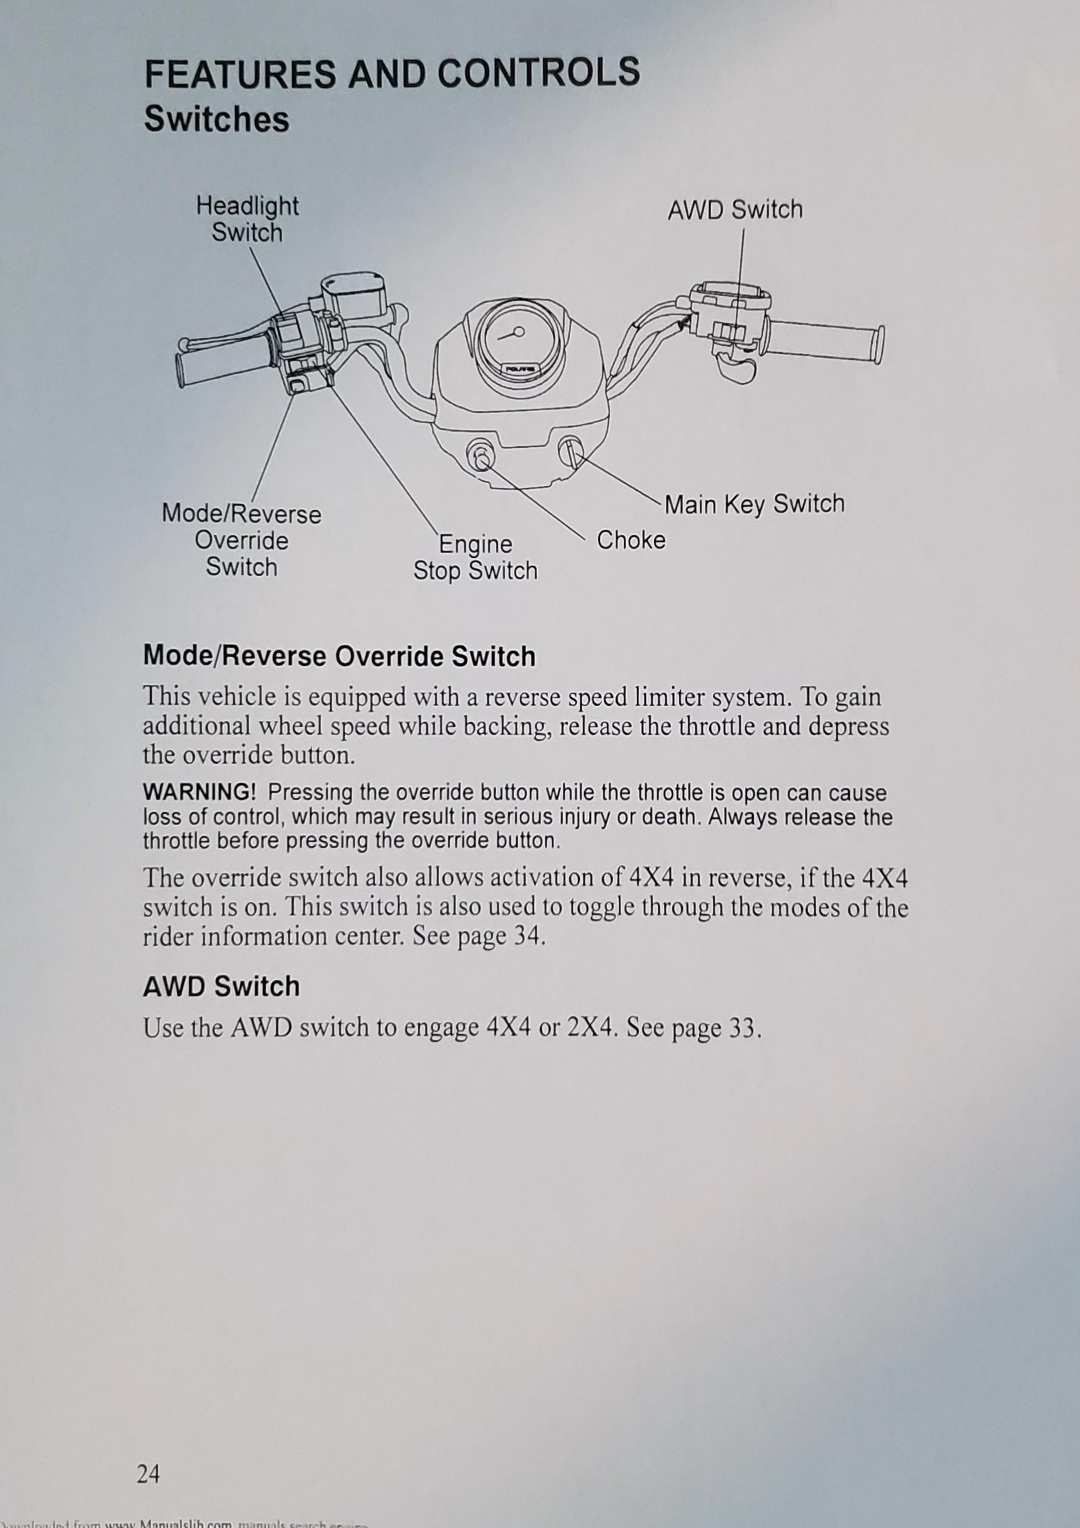 FEATURES AND CONTROLS
Switches
Headlight
Switch
AWD Switch
POLARIS
Mode/Reverse
Override
Switch
Engine
Stop Switch
Choke
Main Key Switch
Mode/Reverse Override Switch
This vehicle is equipped with a reverse speed limiter system. To gain
additional wheel speed while backing, release the throttle and depress
the override button.
WARNING! Pressing the override button while the throttle is open can cause
loss of control, which may result in serious injury or death. Always release the
throttle before pressing the override button.
The override switch also allows activation of 4X4 in reverse, if the 4X4
switch is on. This switch is also used to toggle through the modes of the
rider information center. See page 34.
AWD Switch
Use the AWD switch to engage 4X4 or 2X4. See page 33.
24
Downloaded from www.Manualslib.com manuals search engine